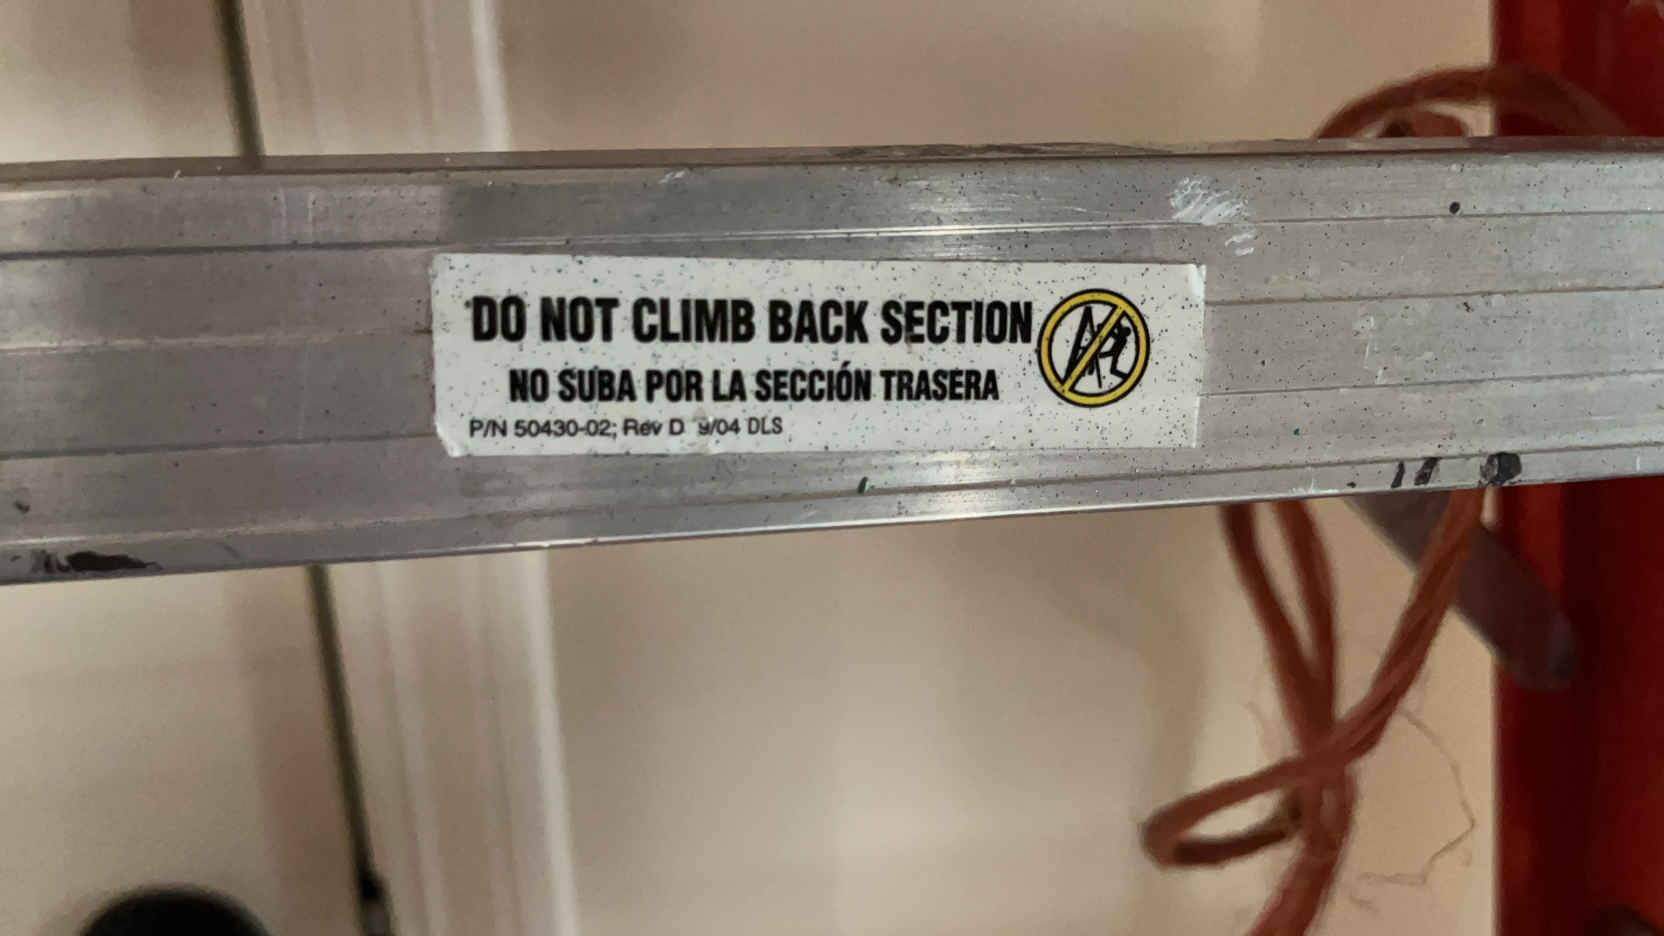 DO NOT CLIMB BACK SECTION
NO SUBA POR LA SECCIÓN TRASERA
P/N 50430-02; Rev D 9/04 DLS